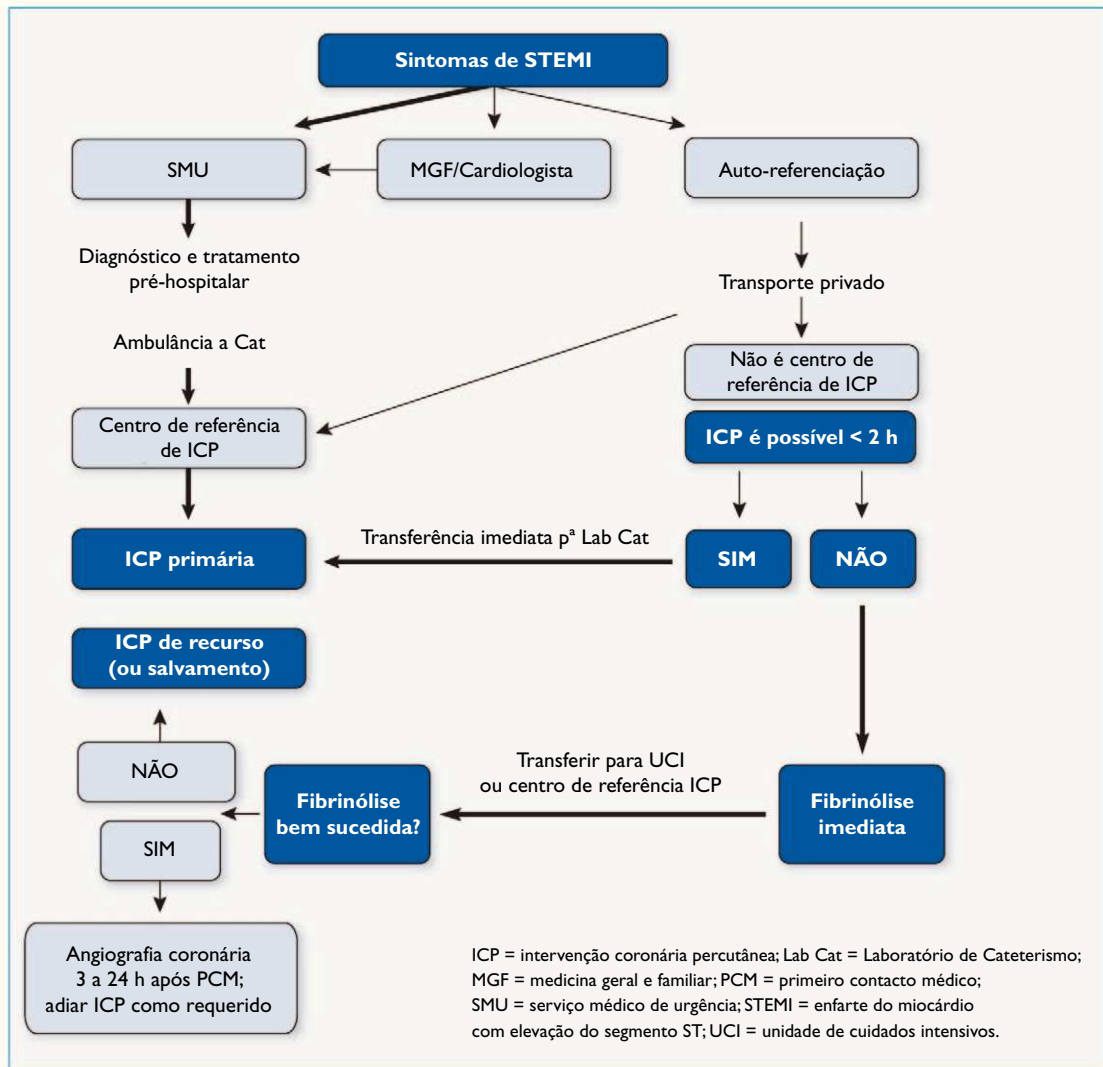 Sintomas de STEMI
SMU
MGF/Cardiologista
Auto-referenciação
Diagnóstico e tratamento
pré-hospitalar
Transporte privado
Ambulância a Cat
Não é centro de
referência de ICP
Centro de referência
de ICP
ICP é possível < 2 h
ICP primária
Transferência imediata pª Lab Cat
SIM
NÃO
ICP de recurso
(ou salvamento)
NÃO
Transferir para UCI
ou centro de referência ICP
Fibrinólise
bem sucedida?
Fibrinólise
imediata
SIM
Angiografia coronária
3 a 24 h após PCM;
adiar ICP como requerido
ICP = intervenção coronária percutânea; Lab Cat = Laboratório de Cateterismo;
MGF = medicina geral e familiar; PCM = primeiro contacto médico;
SMU = serviço médico de urgência; STEMI = enfarte do miocárdio
com elevação do segmento ST; UCI = unidade de cuidados intensivos.